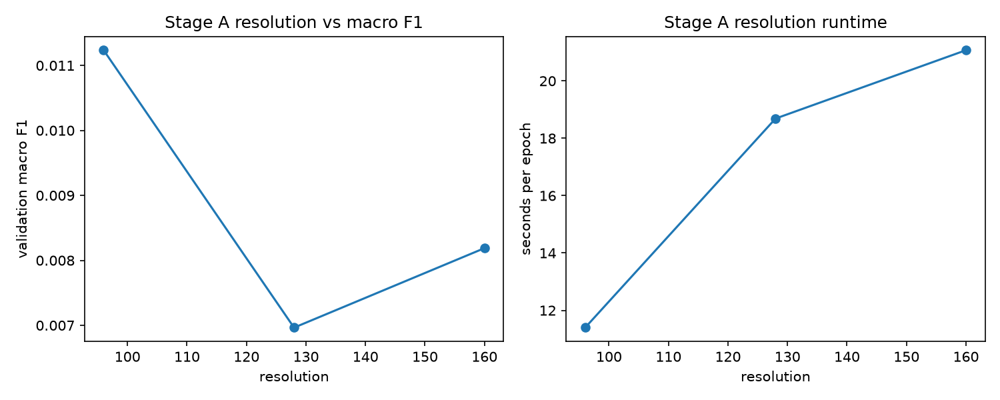 Stage A resolution vs macro F1
validation macro F1
0.011
0.010
0.009
0.008
0.007
100 110 120 130 140 150 160
resolution
Stage A resolution runtime
seconds per epoch
20
18
16
14
12
100 110 120 130 140 150 160
resolution